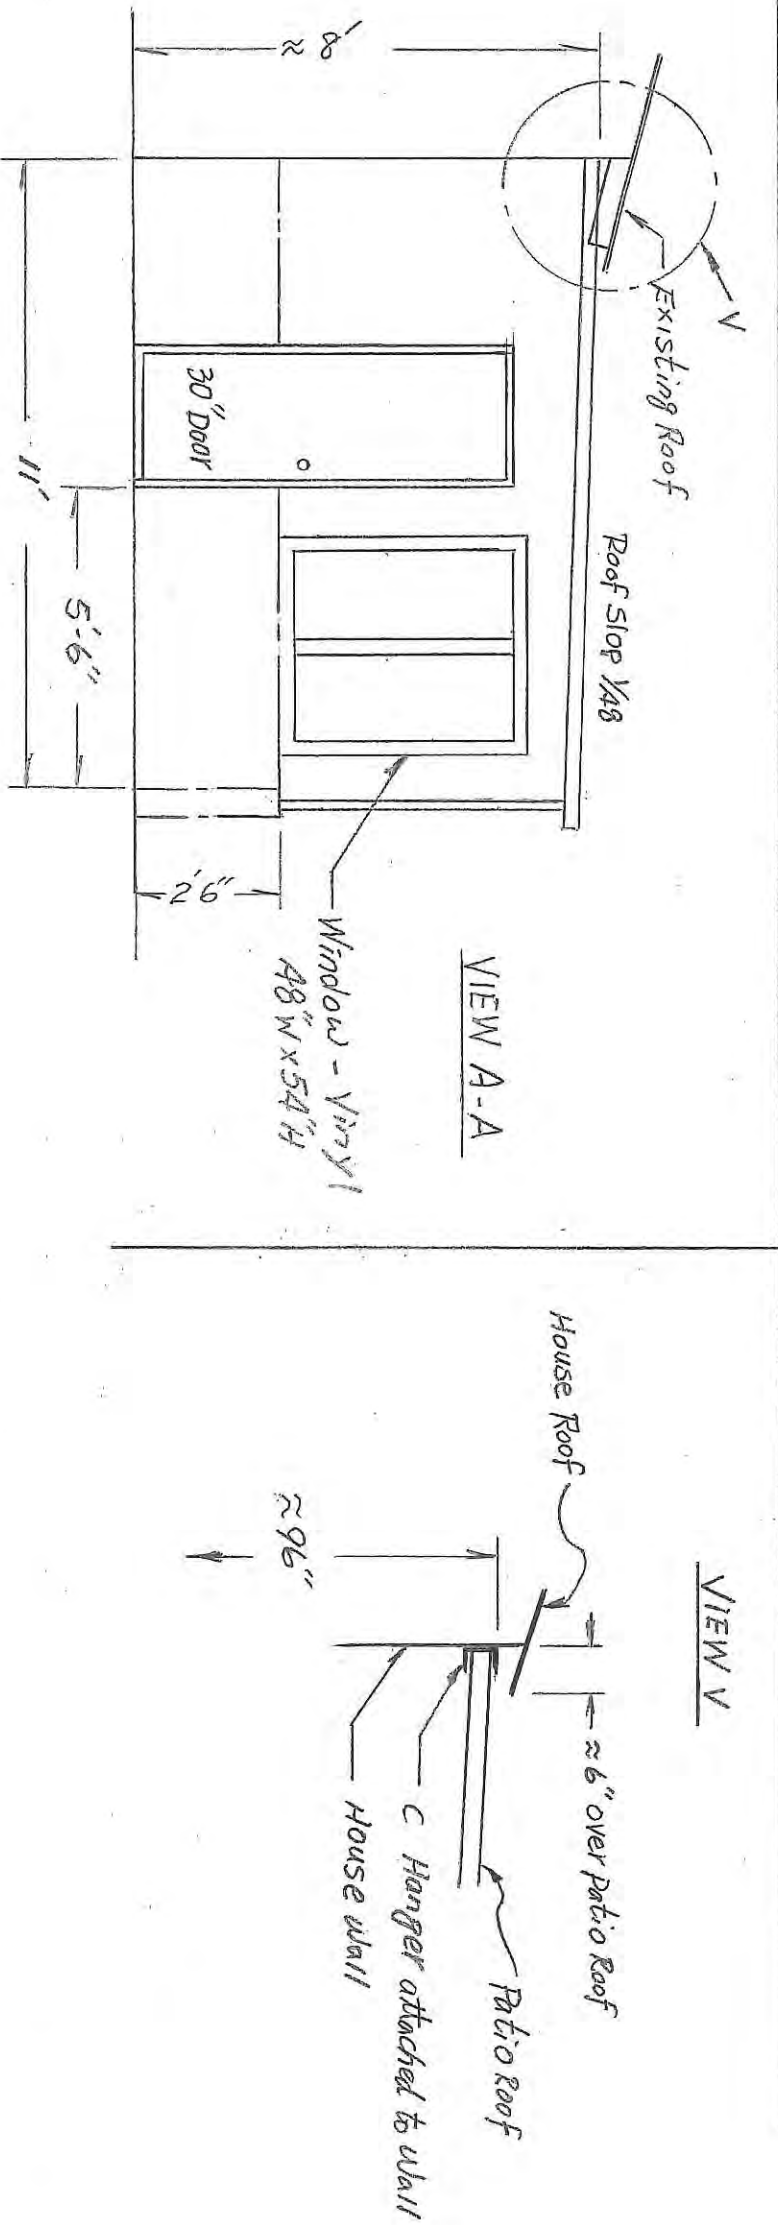 ≈ 8'
V
Existing Roof
Roof Slop 1/48
30" Door
11'
5'-6"
2'6"
Window - Vinyl
48"W x 54"H
VIEW A-A
VIEW V
House Roof
≈ 6" over patio Roof
≈ 96"
Patio Roof
C Hanger attached to wall
House wall